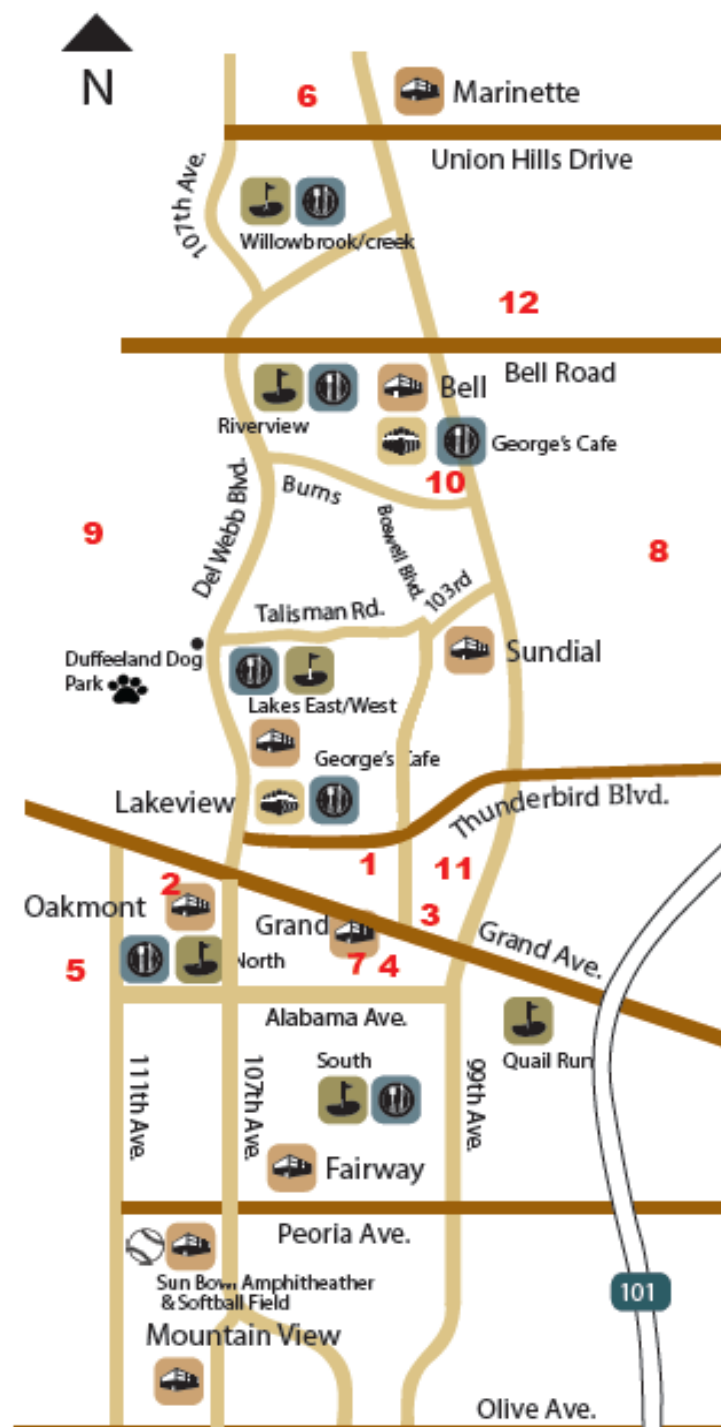 N
6
Marinette
Union Hills Drive
107th Ave.
Willowbrook/creek
12
Bell Road
Bell
Riverview
George's Cafe
10
Burns
Del Webb Blvd.
9
8
Boswell Blvd.
103rd
Talisman Rd.
Sundial
Duffeeland Dog
Park
Lakes East/West
George's Cafe
Lakeview
Thunderbird Blvd.
1
11
2
Oakmont
3
Grand
Grand Ave.
5
North
7
4
Alabama Ave.
South
Quail Run
111th Ave.
107th Ave.
99th Ave.
Fairway
Peoria Ave.
Sun Bowl Amphitheather
& Softball Field
101
Mountain View
Olive Ave.